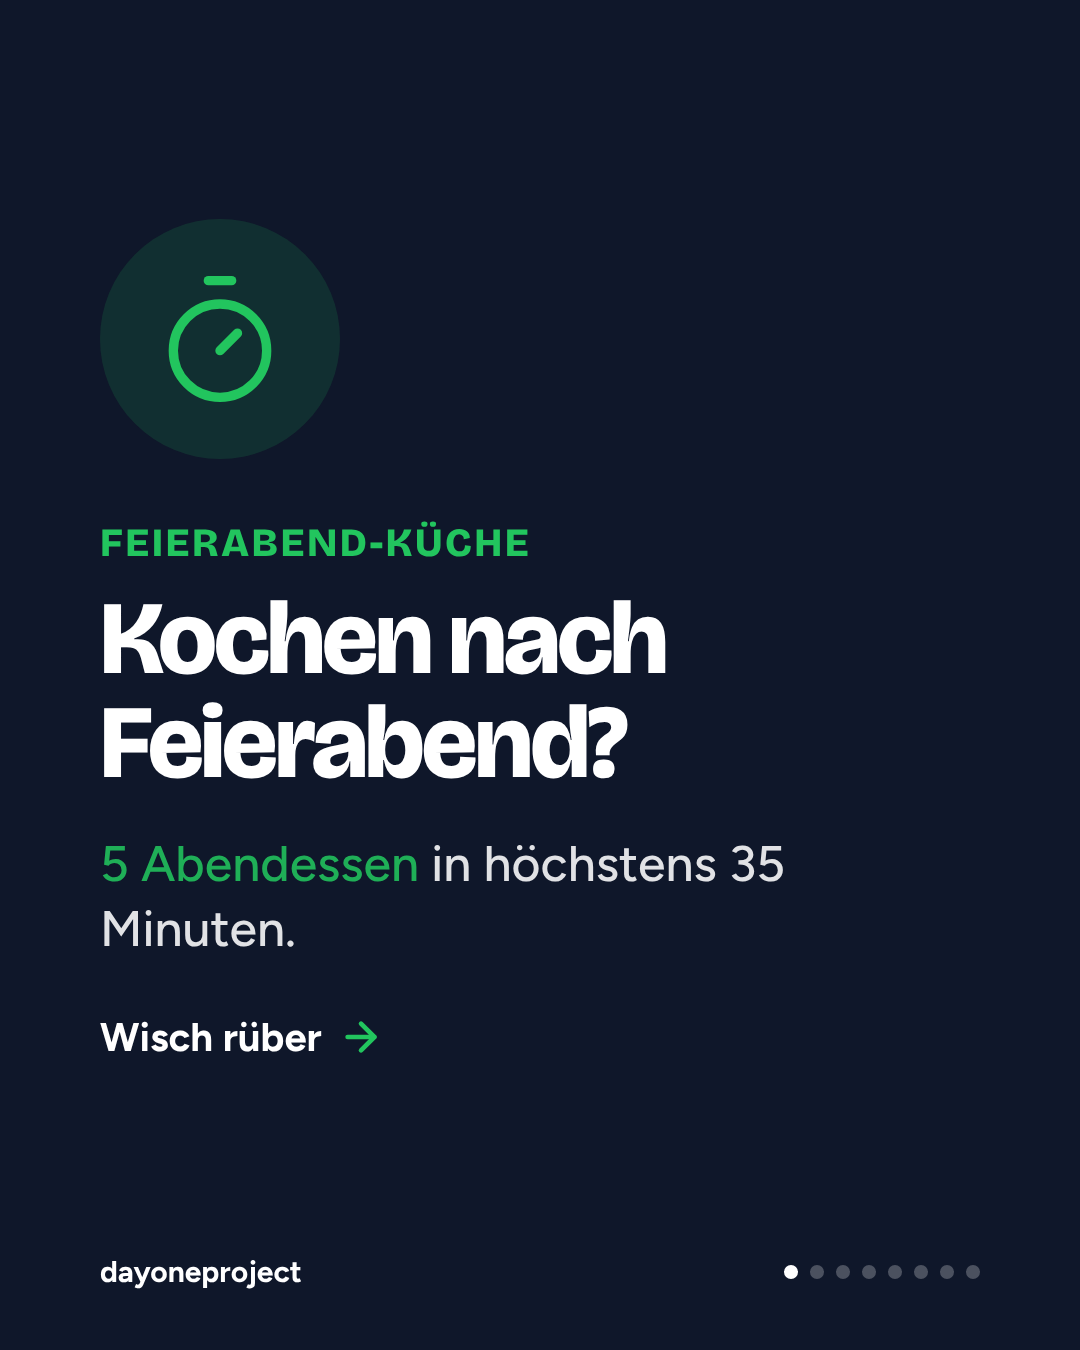 FEIERABEND-KÜCHE
Kochen nach
Feierabend?
5 Abendessen in höchstens 35
Minuten.
Wisch rüber
dayoneproject